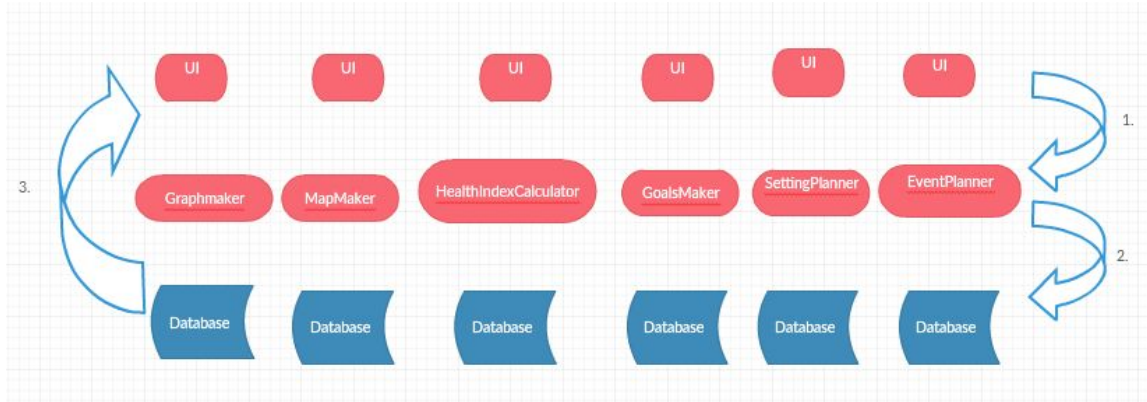 UI
UI
UI
UI
UI
UI
1.
3.
Graphmaker
MapMaker
HealthIndexCalculator
GoalsMaker
SettingPlanner
EventPlanner
2.
Database
Database
Database
Database
Database
Database